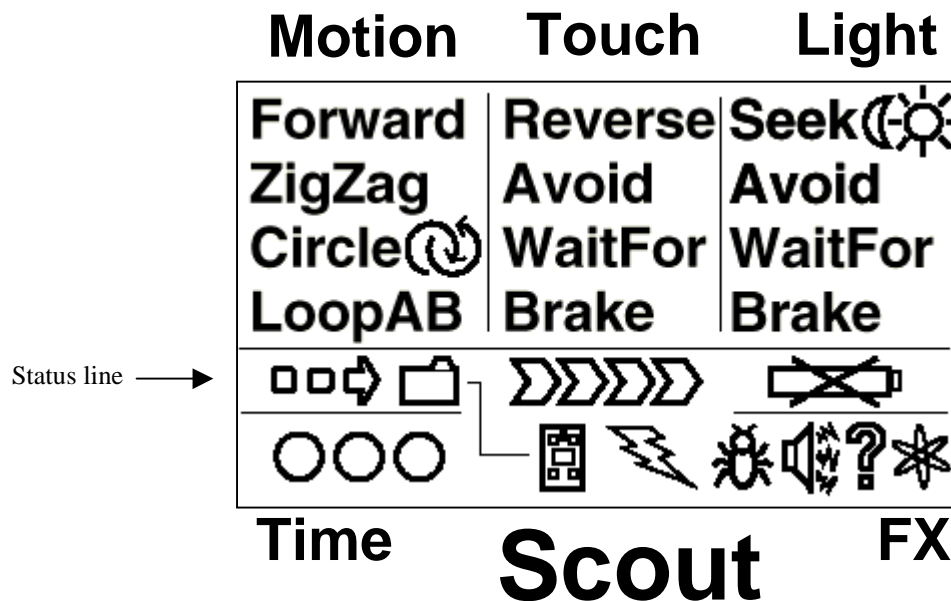 Motion Touch Light
Forward Reverse Seek
ZigZag Avoid Avoid
Circle WaitFor WaitFor
LoopAB Brake Brake
Status line
?
Time Scout FX